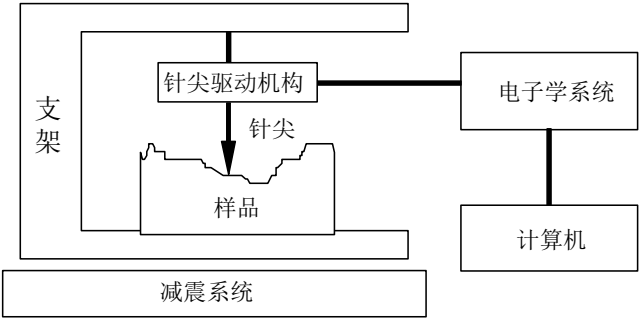 支架
针尖驱动机构
电子学系统
针尖
样品
计算机
减震系统